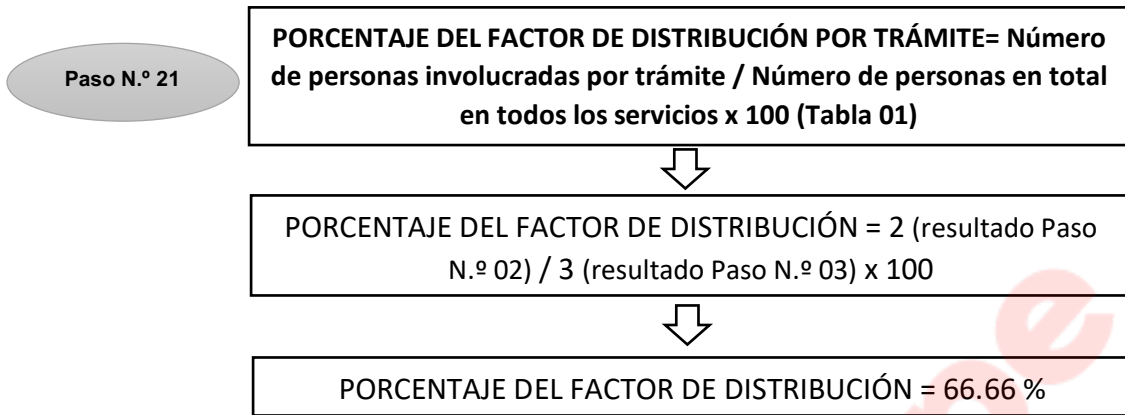 Paso N.º 21
PORCENTAJE DEL FACTOR DE DISTRIBUCIÓN POR TRÁMITE= Número
de personas involucradas por trámite / Número de personas en total
en todos los servicios x 100 (Tabla 01)
PORCENTAJE DEL FACTOR DE DISTRIBUCIÓN = 2 (resultado Paso
N.º 02) / 3 (resultado Paso N.º 03) x 100
PORCENTAJE DEL FACTOR DE DISTRIBUCIÓN = 66.66 %